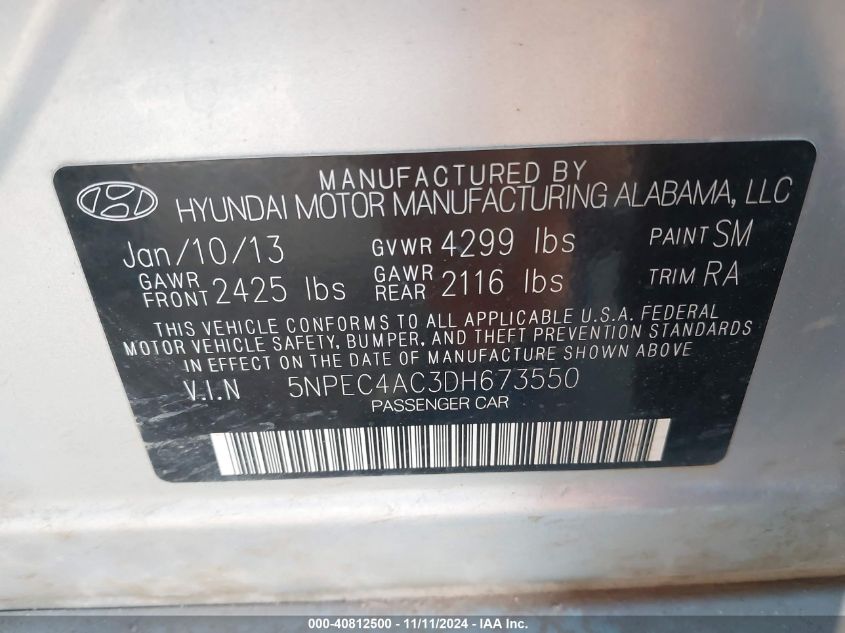 MANUFACTURED BY
HYUNDAI MOTOR MANUFACTURING ALABAMA, LLC
Jan/10/13 GVWR 4299 lbs PAINT SM
GAWR FRONT 2425 lbs GAWR REAR 2116 lbs TRIM RA
THIS VEHICLE CONFORMS TO ALL APPLICABLE U.S.A. FEDERAL
MOTOR VEHICLE SAFETY, BUMPER, AND THEFT PREVENTION STANDARDS
IN EFFECT ON THE DATE OF MANUFACTURE SHOWN ABOVE
V.I.N 5NPEC4AC3DH673550
PASSENGER CAR
000-40812500 - 11/11/2024 - IAA Inc.